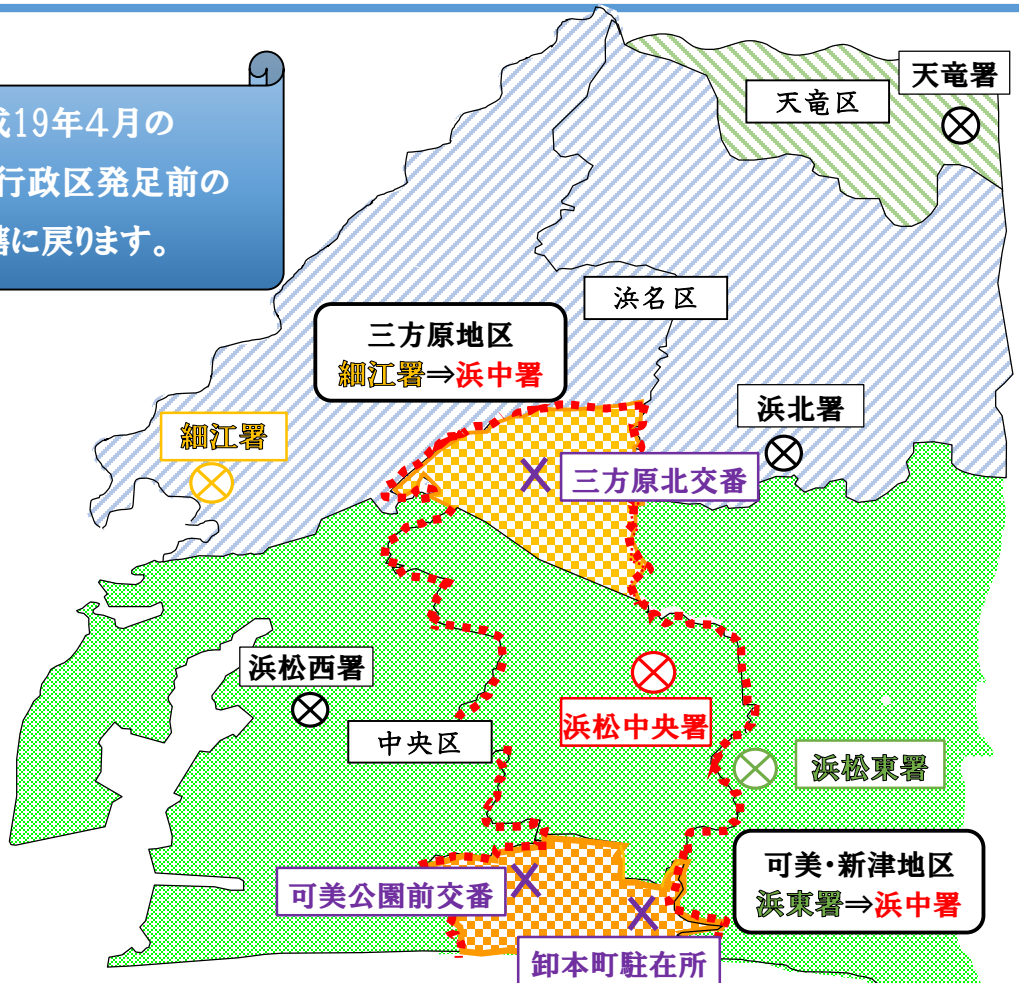 成19年4月の
行政区発足前の
轄に戻ります。
天竜署
天竜区
浜名区
三方原地区
細江署⇒浜中署
浜北署
細江署
三方原北交番
浜松西署
浜松中央署
中央区
浜松東署
可美・新津地区
浜東署⇒浜中署
可美公園前交番
卸本町駐在所